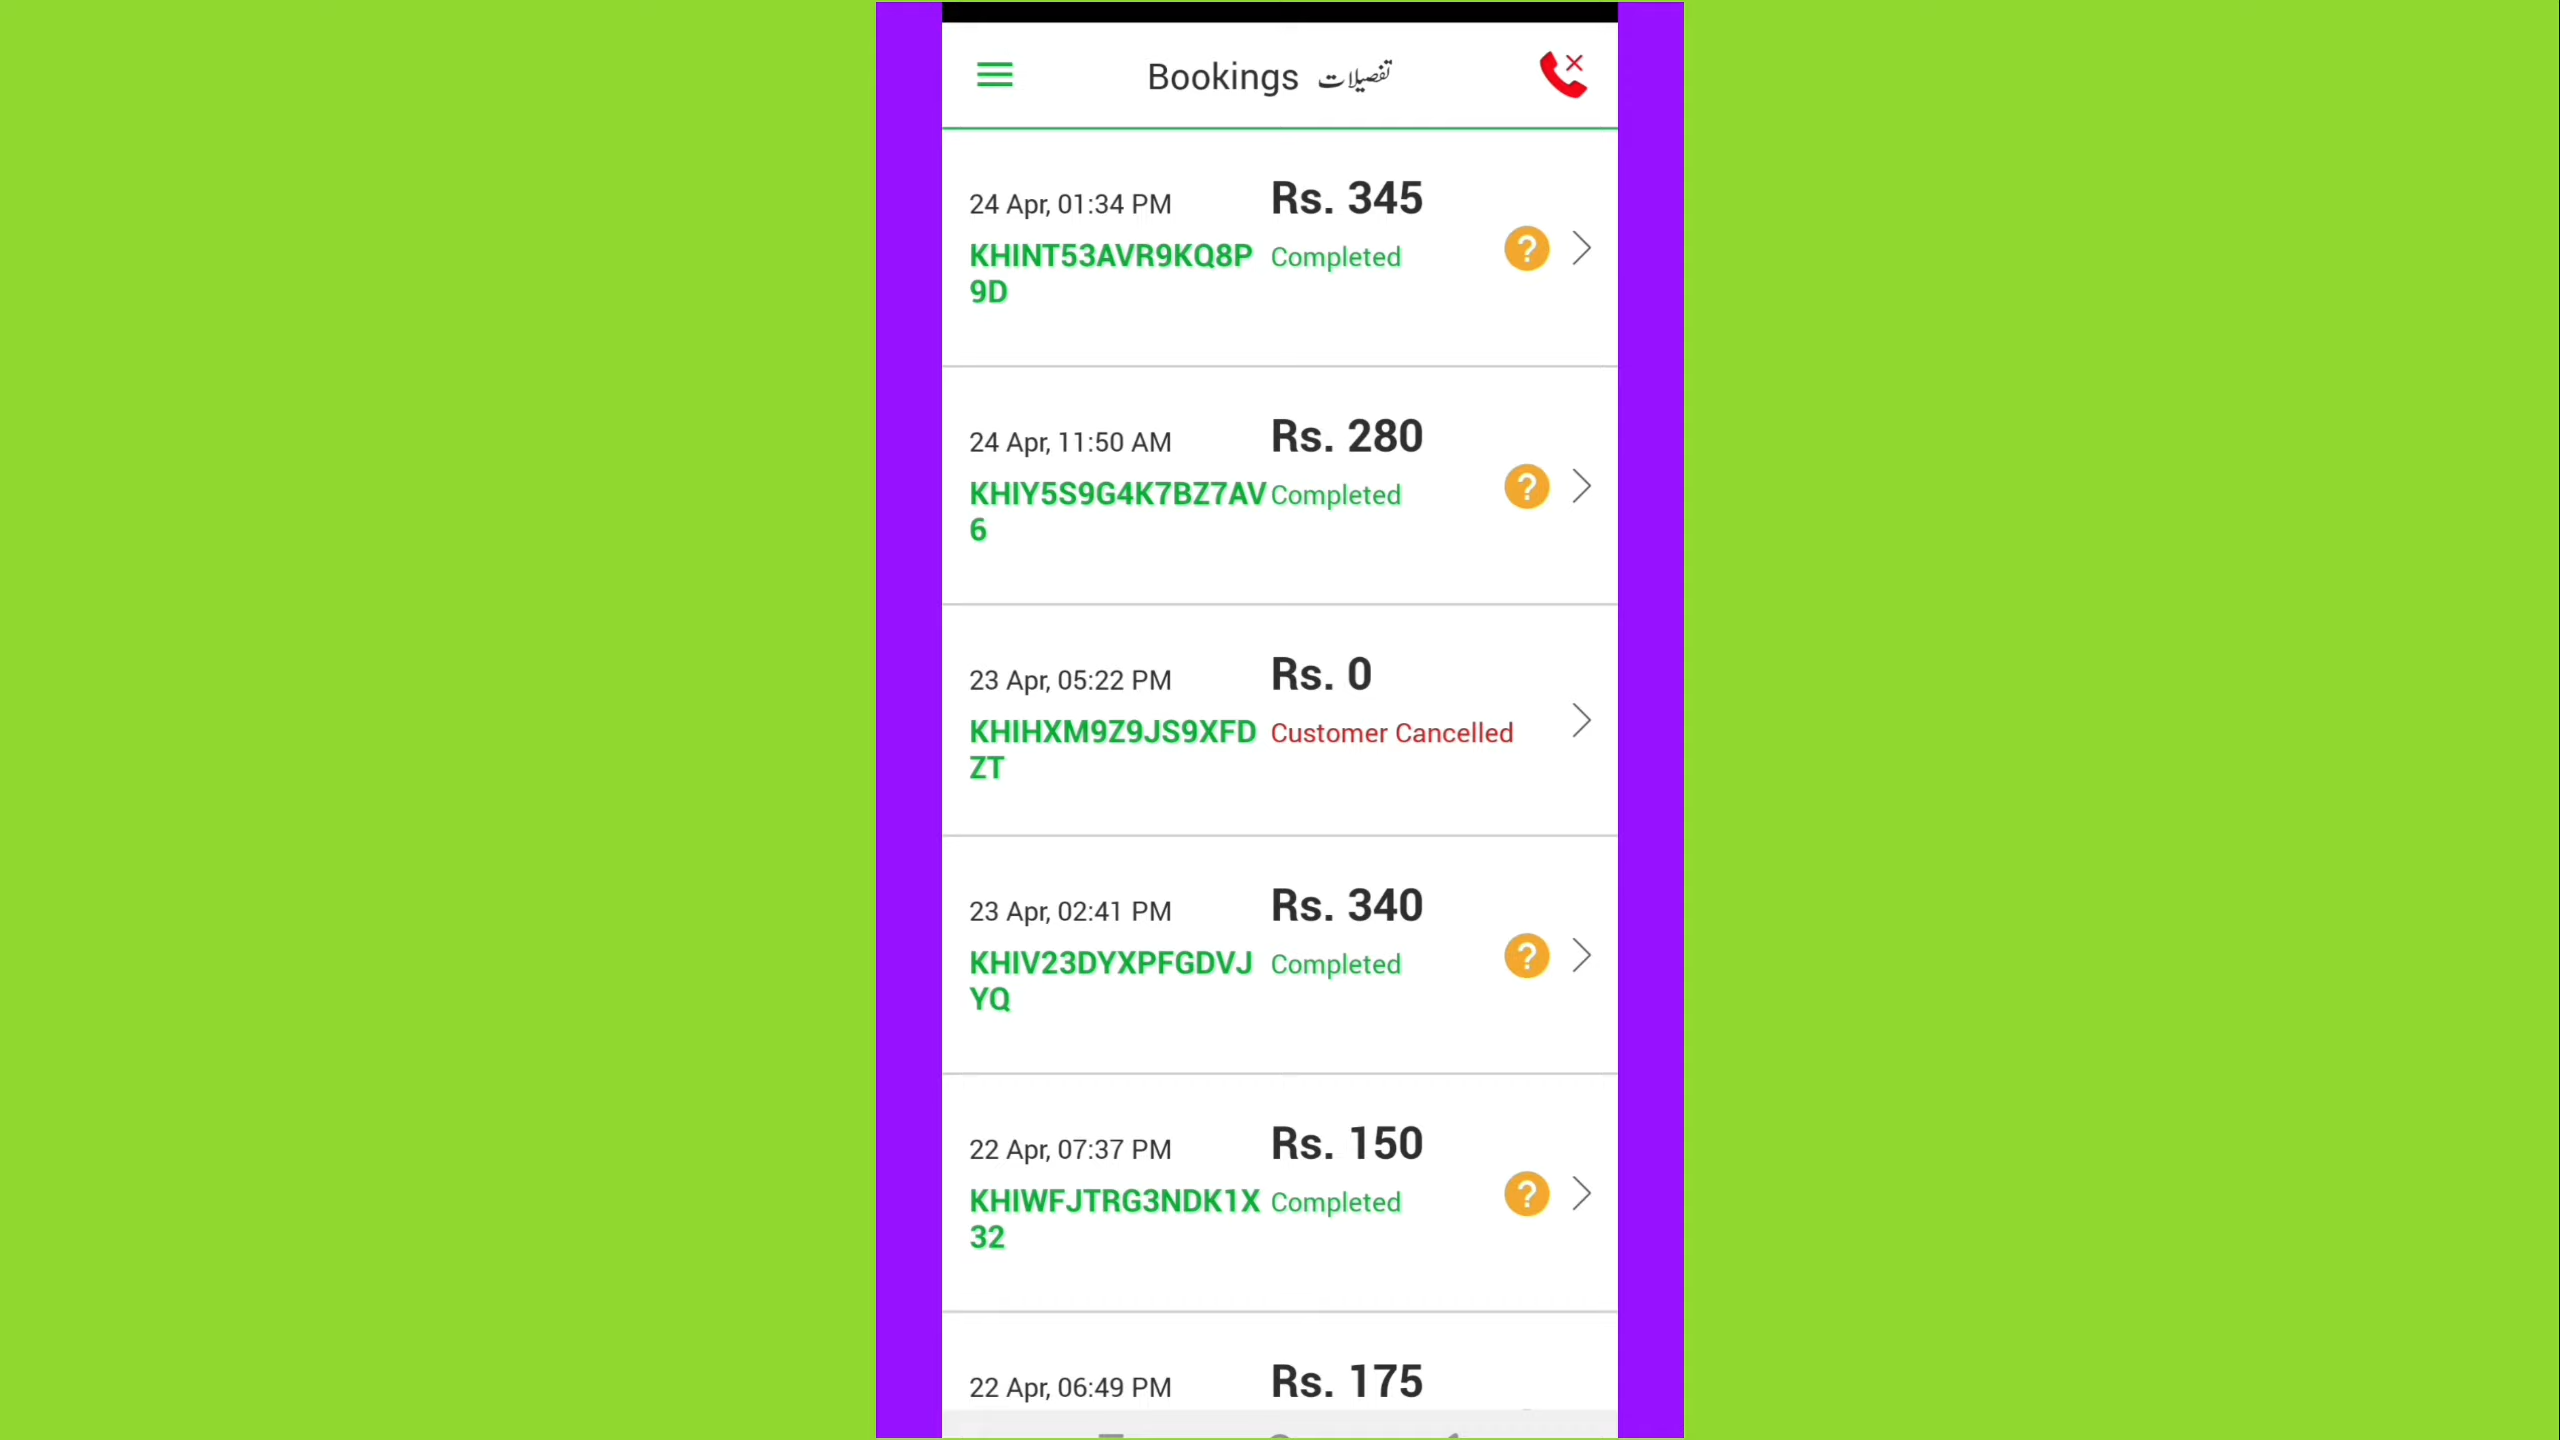 Bookings تفصیلات
24 Apr, 01:34 PM Rs. 345
KHINT53AVR9KQ8P Completed ?
9D
24 Apr, 11:50 AM Rs. 280
KHIY5S9G4K7BZ7AV Completed ?
6
23 Apr, 05:22 PM Rs. 0
KHIHXM9Z9JS9XFD Customer Cancelled
ZT
23 Apr, 02:41 PM Rs. 340
KHIV23DYXPFGDVJ Completed ?
YQ
22 Apr, 07:37 PM Rs. 150
KHIWFJTRG3NDK1X Completed ?
32
22 Apr, 06:49 PM Rs. 175